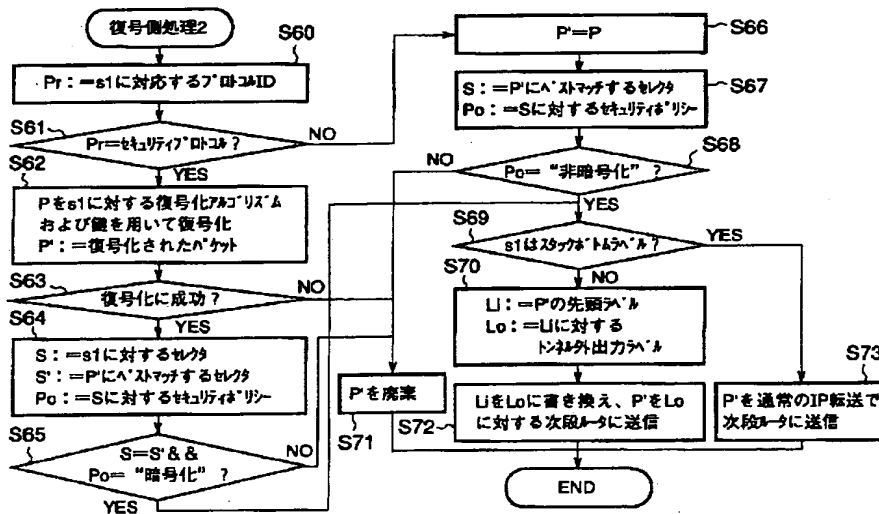 復号側処理2
S60
Pr:=s1に対応するプロトコルID
S61
Pr=セキュリティプロトコル?
NO
YES
S62
Pをs1に対する復号化アルゴリズム
および鍵を用いて復号化
P':=復号化されたパケット
S63
復号化に成功?
NO
YES
S64
S:=s1に対するセレクタ
S':=P'にベストマッチするセレクタ
Po:=Sに対するセキュリティポリシー
S65
S=S'&&
Po="暗号化"?
NO
YES
P'=P
S66
S67
S:=P'にベストマッチするセレクタ
Po:=Sに対するセキュリティポリシー
S68
Po="非暗号化"?
NO
YES
S69
s1はスタックボトムラベル?
YES
NO
S70
Li:=P'の先頭ラベル
Lo:=Liに対する
トンネル外出力ラベル
P'を廃棄
S71
S72
LiをLoに書き換え、P'をLo
に対する次段ルータに送信
S73
P'を通常のIP転送で
次段ルータに送信
END